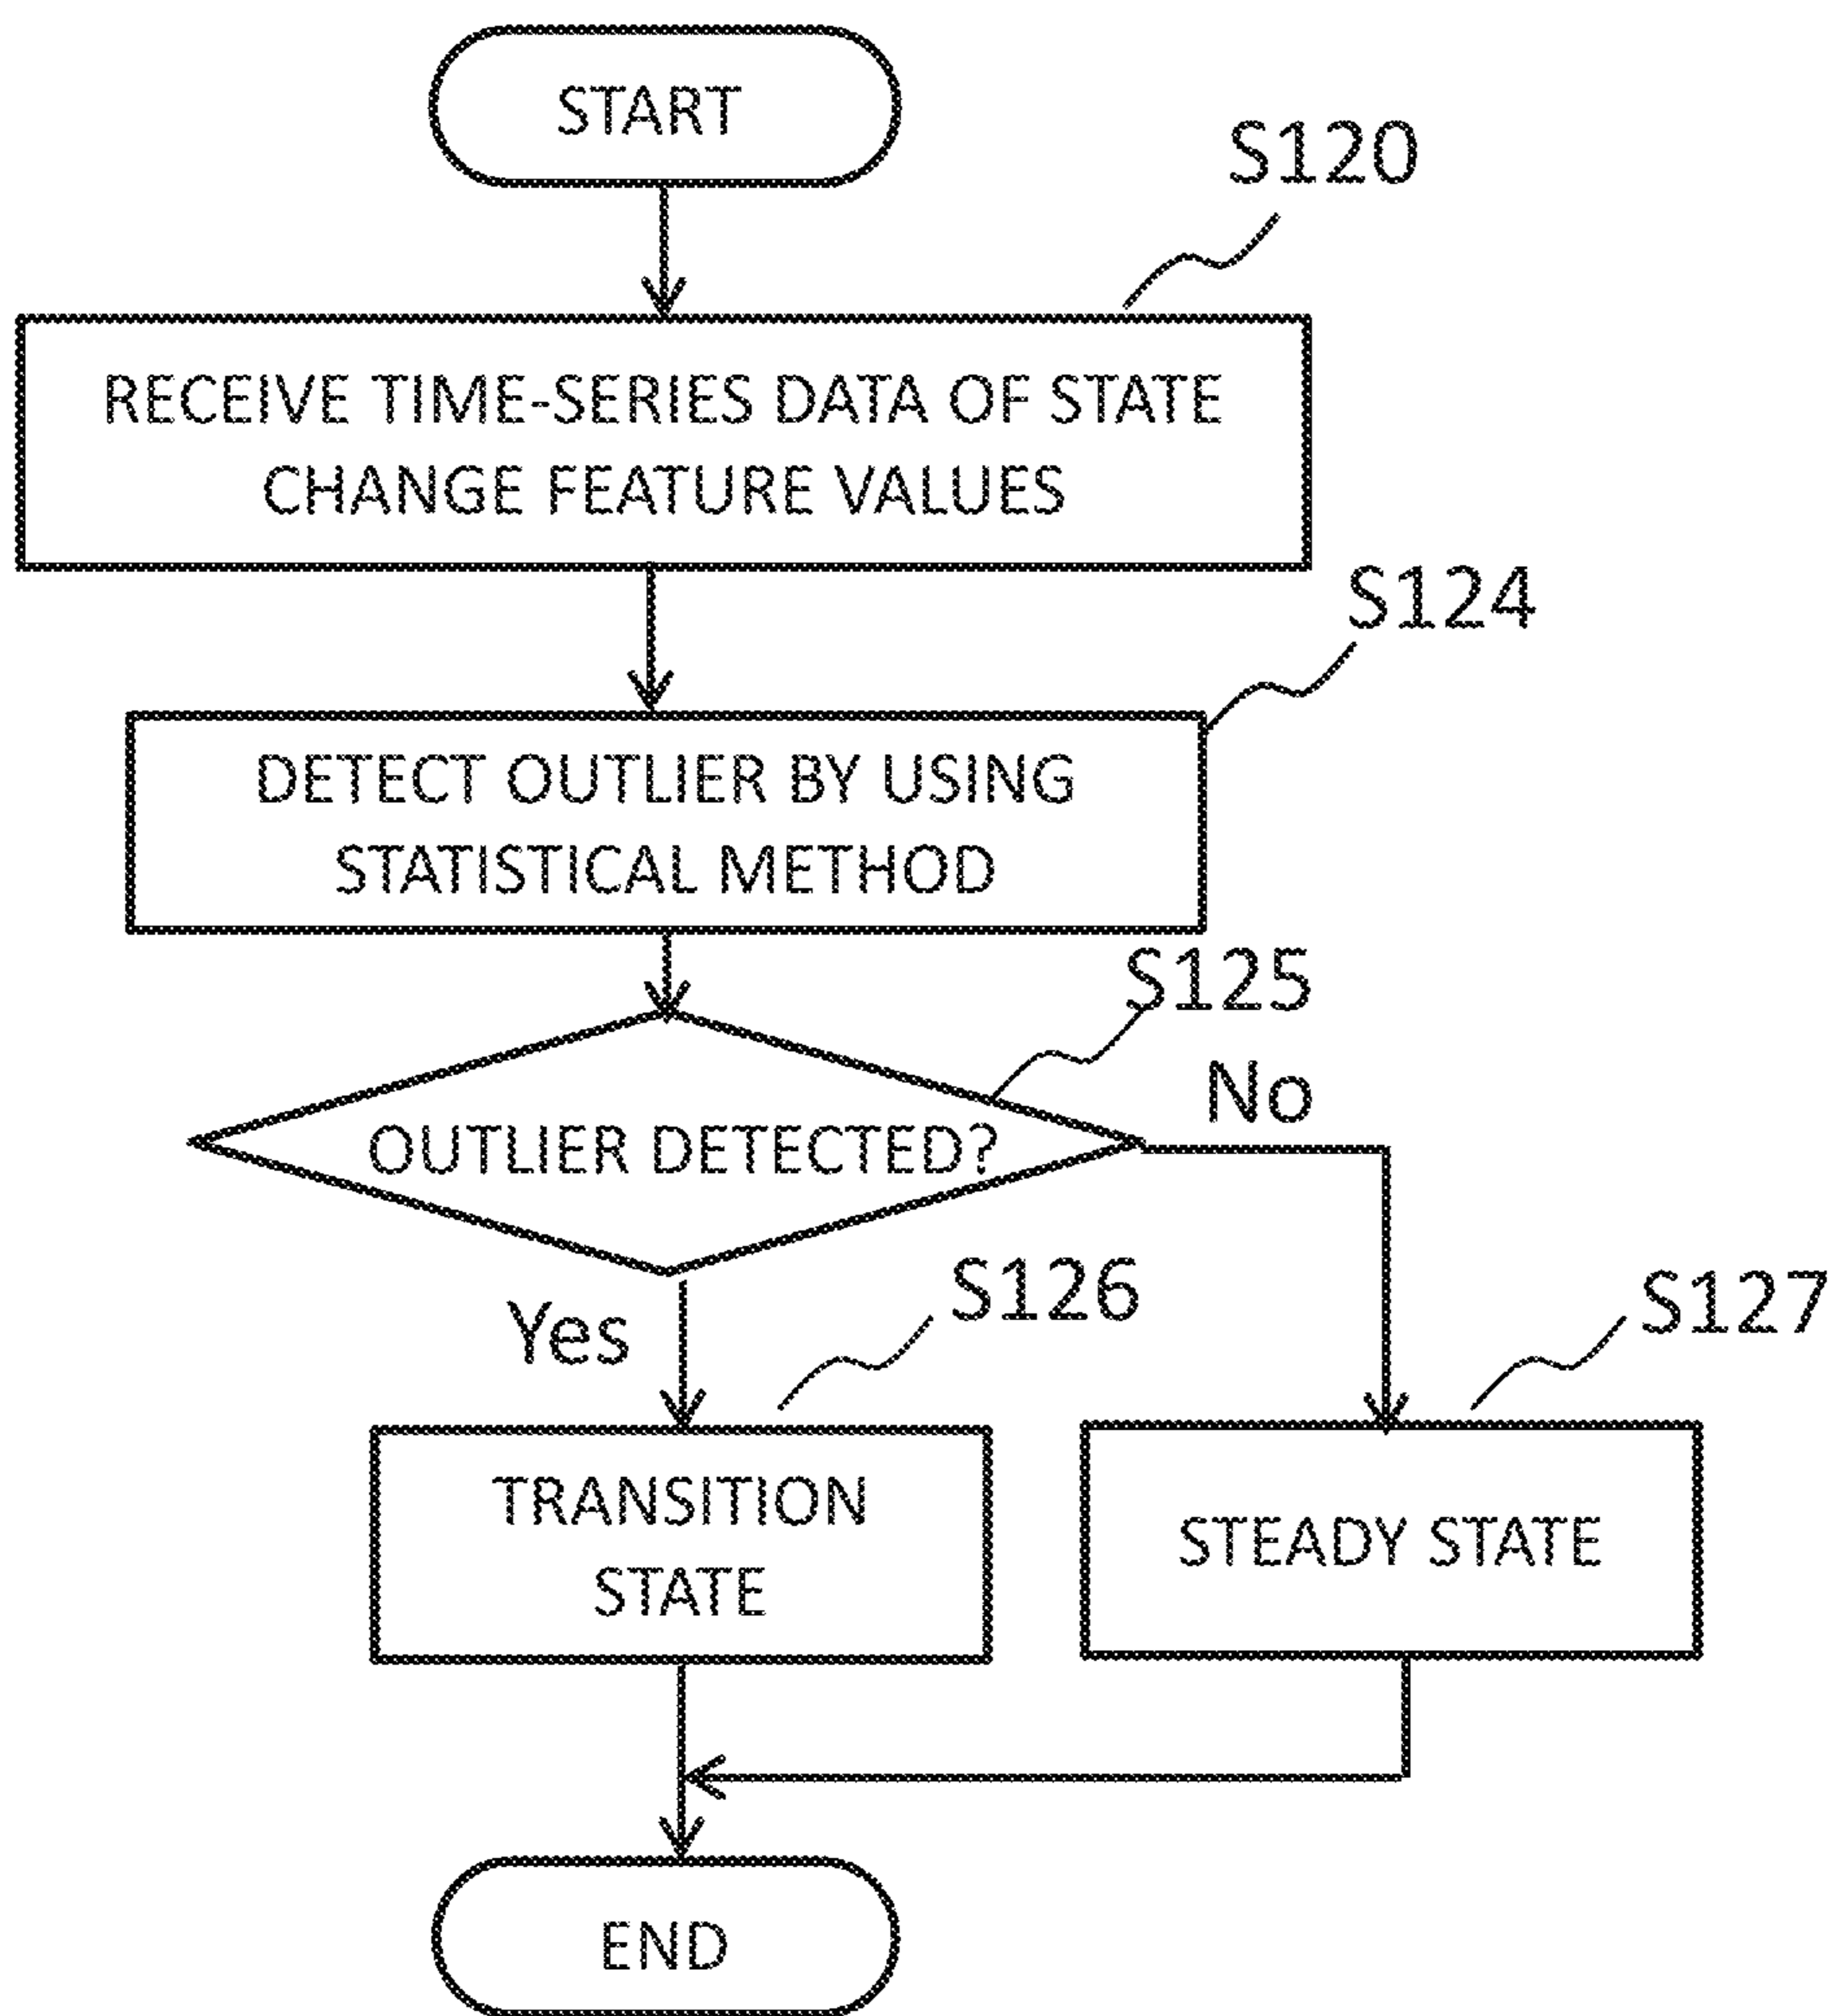 START
S120
RECEIVE TIME-SERIES DATA OF STATE
CHANGE FEATURE VALUES
S124
DETECT OUTLIER BY USING
STATISTICAL METHOD
S125
OUTLIER DETECTED?
No
Yes
S126
S127
TRANSITION
STATE
STEADY STATE
END